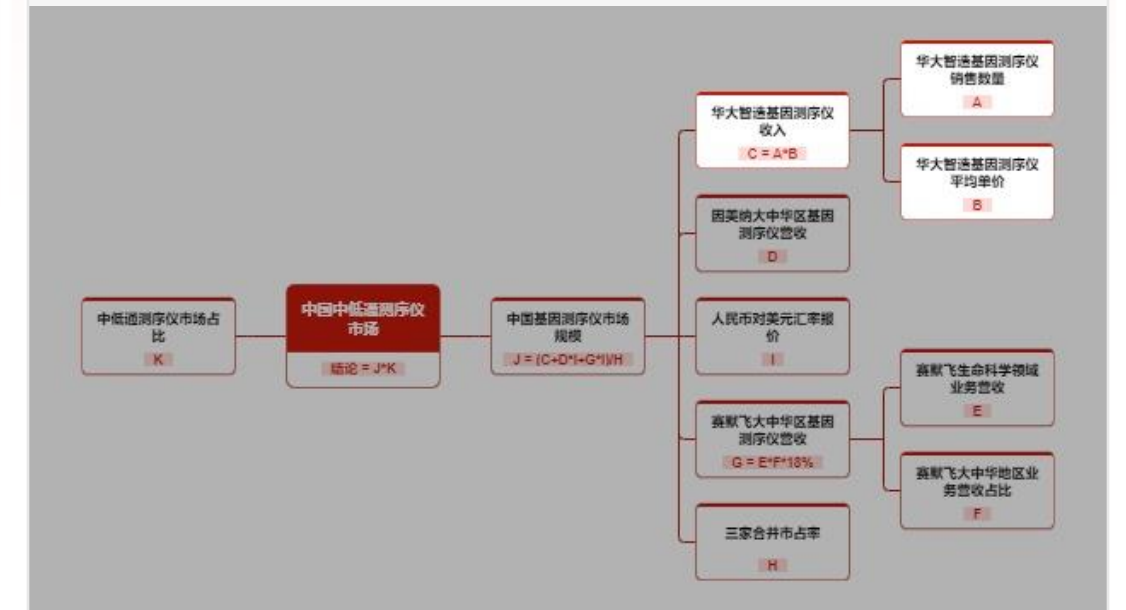 华大智造基因测序仪
销售数量
A
华大智造基因测序仪
收入
C = A*B
华大智造基因测序仪
平均单价
B
因美纳大中华区基因
测序仪营收
D
中低通测序仪市场占
比
K
中国中低通测序仪
市场
结论 = J*K
中国基因测序仪市场
规模
J = (C+D*I+G*I)/H
人民币对美元汇率报
价
I
赛默飞生命科学领域
业务营收
E
赛默飞大中华区基因
测序仪营收
G = E*F*18%
赛默飞大中华地区业
务营收占比
F
三家合并市占率
H